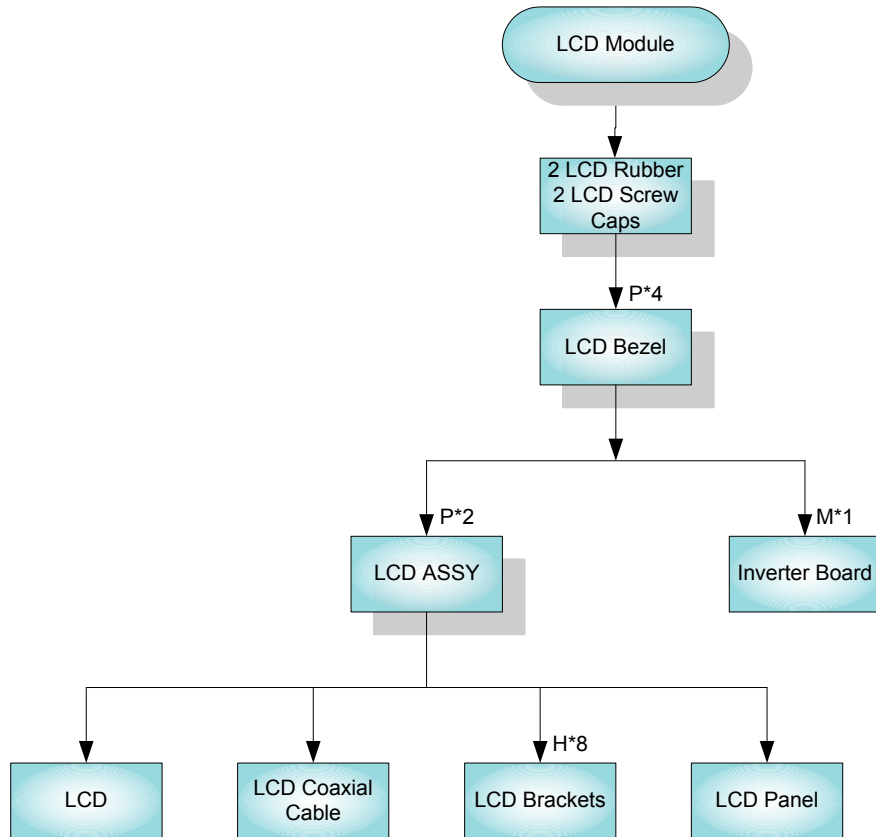 LCD Module
2 LCD Rubber
2 LCD Screw
Caps
P*4
LCD Bezel
P*2
M*1
LCD ASSY
Inverter Board
H*8
LCD
LCD Coaxial
Cable
LCD Brackets
LCD Panel